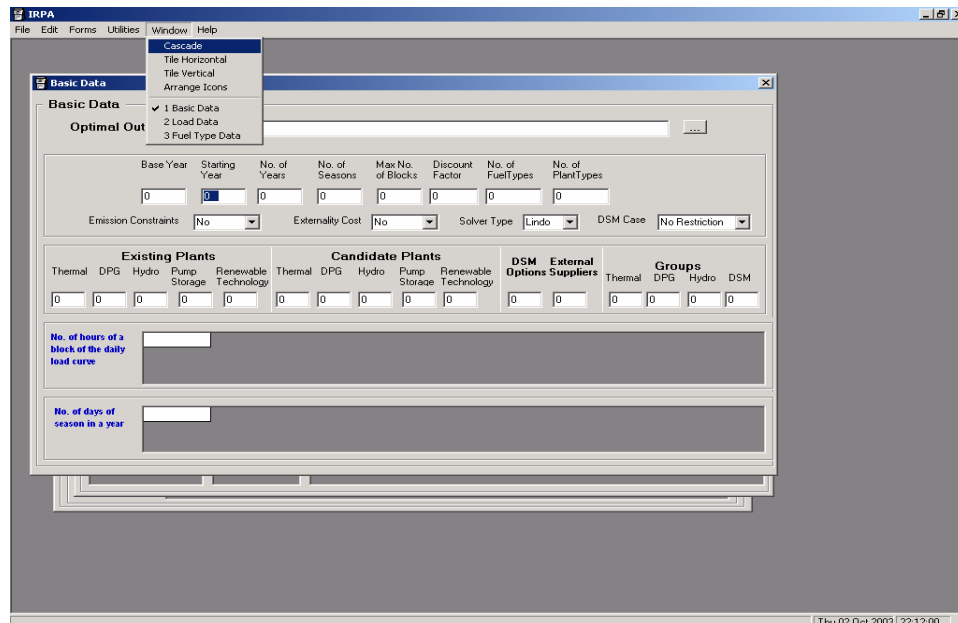 IRPA
File Edit Forms Utilities Window Help
Cascade
Tile Horizontal
Tile Vertical
Arrange Icons
✔ 1 Basic Data
2 Load Data
3 Fuel Type Data
Basic Data
Basic Data
Optimal Out
...
Base Year Starting Year No. of Years No. of Seasons Max No. of Blocks Discount Factor No. of FuelTypes No. of PlantTypes
0 0 0 0 0 0 0 0
Emission Constraints No Externality Cost No Solver Type Lindo DSM Case No Restriction
Existing Plants Candidate Plants DSM Options External Suppliers Groups
Thermal DPG Hydro Pump Storage Renewable Technology Thermal DPG Hydro Pump Storage Renewable Technology Thermal DPG Hydro DSM
0 0 0 0 0 0 0 0 0 0 0 0 0 0 0 0
No. of hours of a
block of the daily
load curve
No. of days of
season in a year
Thu 02 Oct 2003 22:12:00